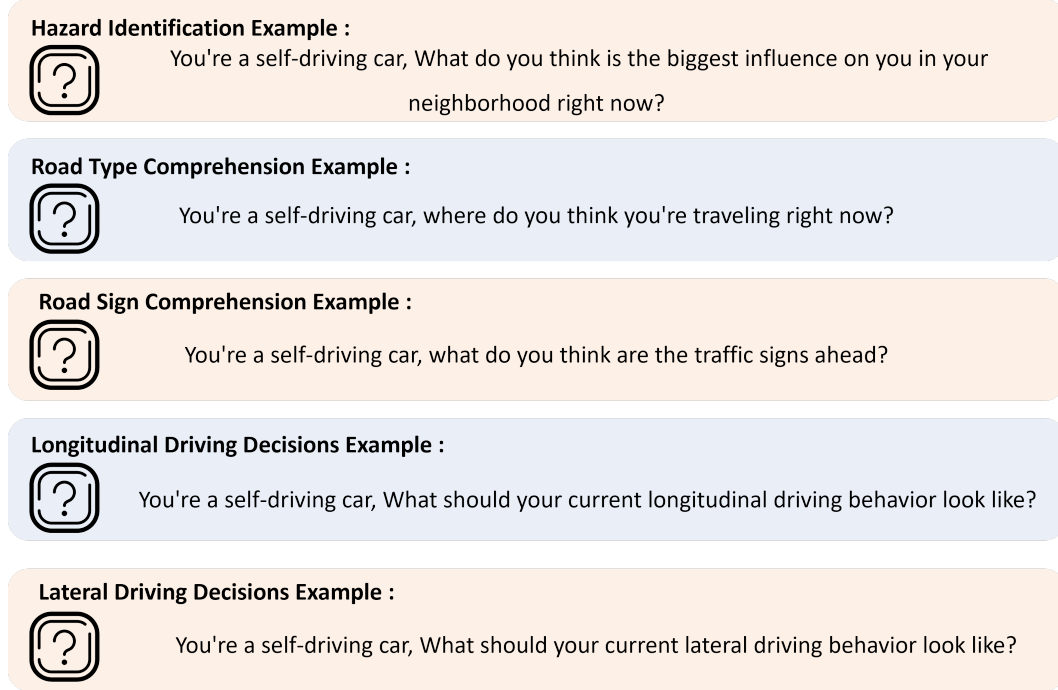 Hazard Identification Example :
You're a self-driving car, What do you think is the biggest influence on you in your
neighborhood right now?
Road Type Comprehension Example :
You're a self-driving car, where do you think you're traveling right now?
Road Sign Comprehension Example :
You're a self-driving car, what do you think are the traffic signs ahead?
Longitudinal Driving Decisions Example :
You're a self-driving car, What should your current longitudinal driving behavior look like?
Lateral Driving Decisions Example :
You're a self-driving car, What should your current lateral driving behavior look like?